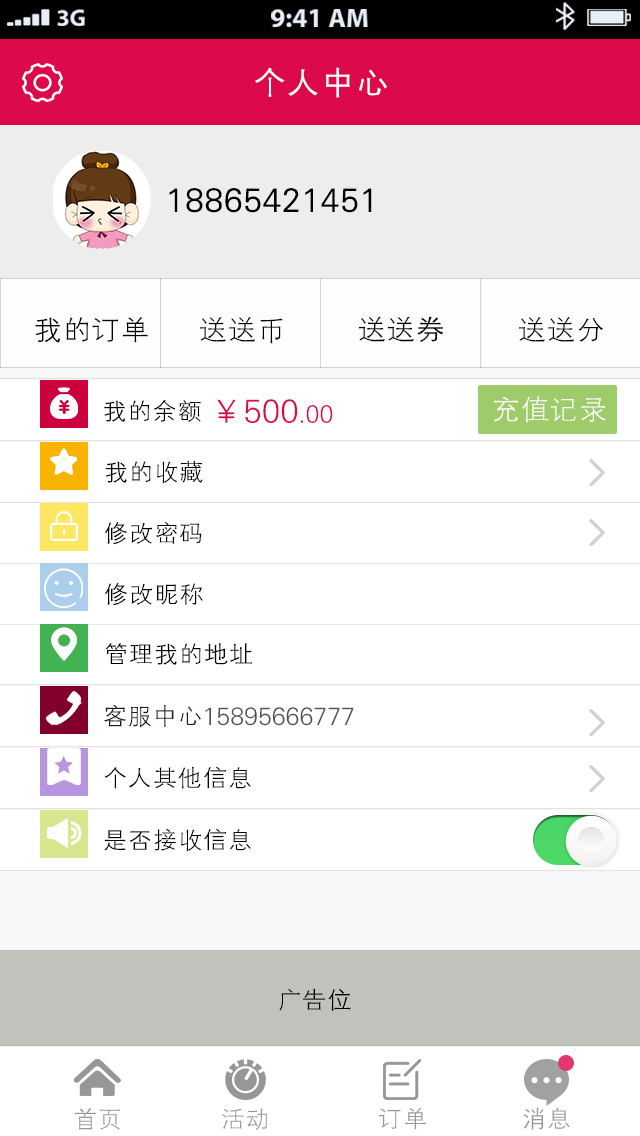 3G 9:41 AM
个人中心
18865421451
我的订单 送送币 送送券 送送分
我的余额 ￥500.00 充值记录
我的收藏
修改密码
修改昵称
管理我的地址
客服中心15895666777
个人其他信息
是否接收信息
广告位
首页 活动 订单 消息